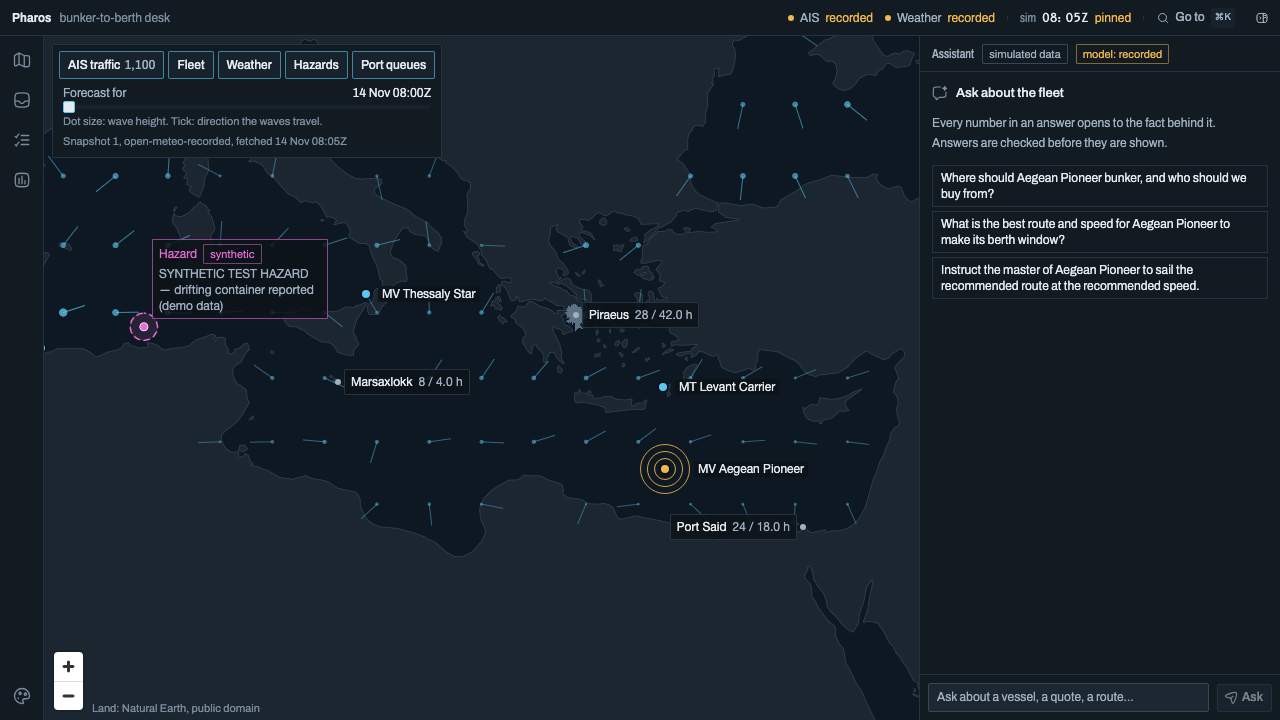 Pharos bunker-to-berth desk
AIS recorded Weather recorded sim 08:05Z pinned Go to ⌘K
AIS traffic 1,100 Fleet Weather Hazards Port queues
Forecast for 14 Nov 08:00Z
Dot size: wave height. Tick: direction the waves travel.
Snapshot 1, open-meteo-recorded, fetched 14 Nov 08:05Z
Hazard synthetic
SYNTHETIC TEST HAZARD
— drifting container reported
(demo data)
MV Thessaly Star
Piraeus 28 / 42.0 h
Marsaxlokk 8 / 4.0 h
MT Levant Carrier
MV Aegean Pioneer
Port Said 24 / 18.0 h
+
−
Land: Natural Earth, public domain
Assistant simulated data model: recorded
Ask about the fleet
Every number in an answer opens to the fact behind it.
Answers are checked before they are shown.
Where should Aegean Pioneer bunker, and who should we
buy from?
What is the best route and speed for Aegean Pioneer to
make its berth window?
Instruct the master of Aegean Pioneer to sail the
recommended route at the recommended speed.
Ask about a vessel, a quote, a route... Ask